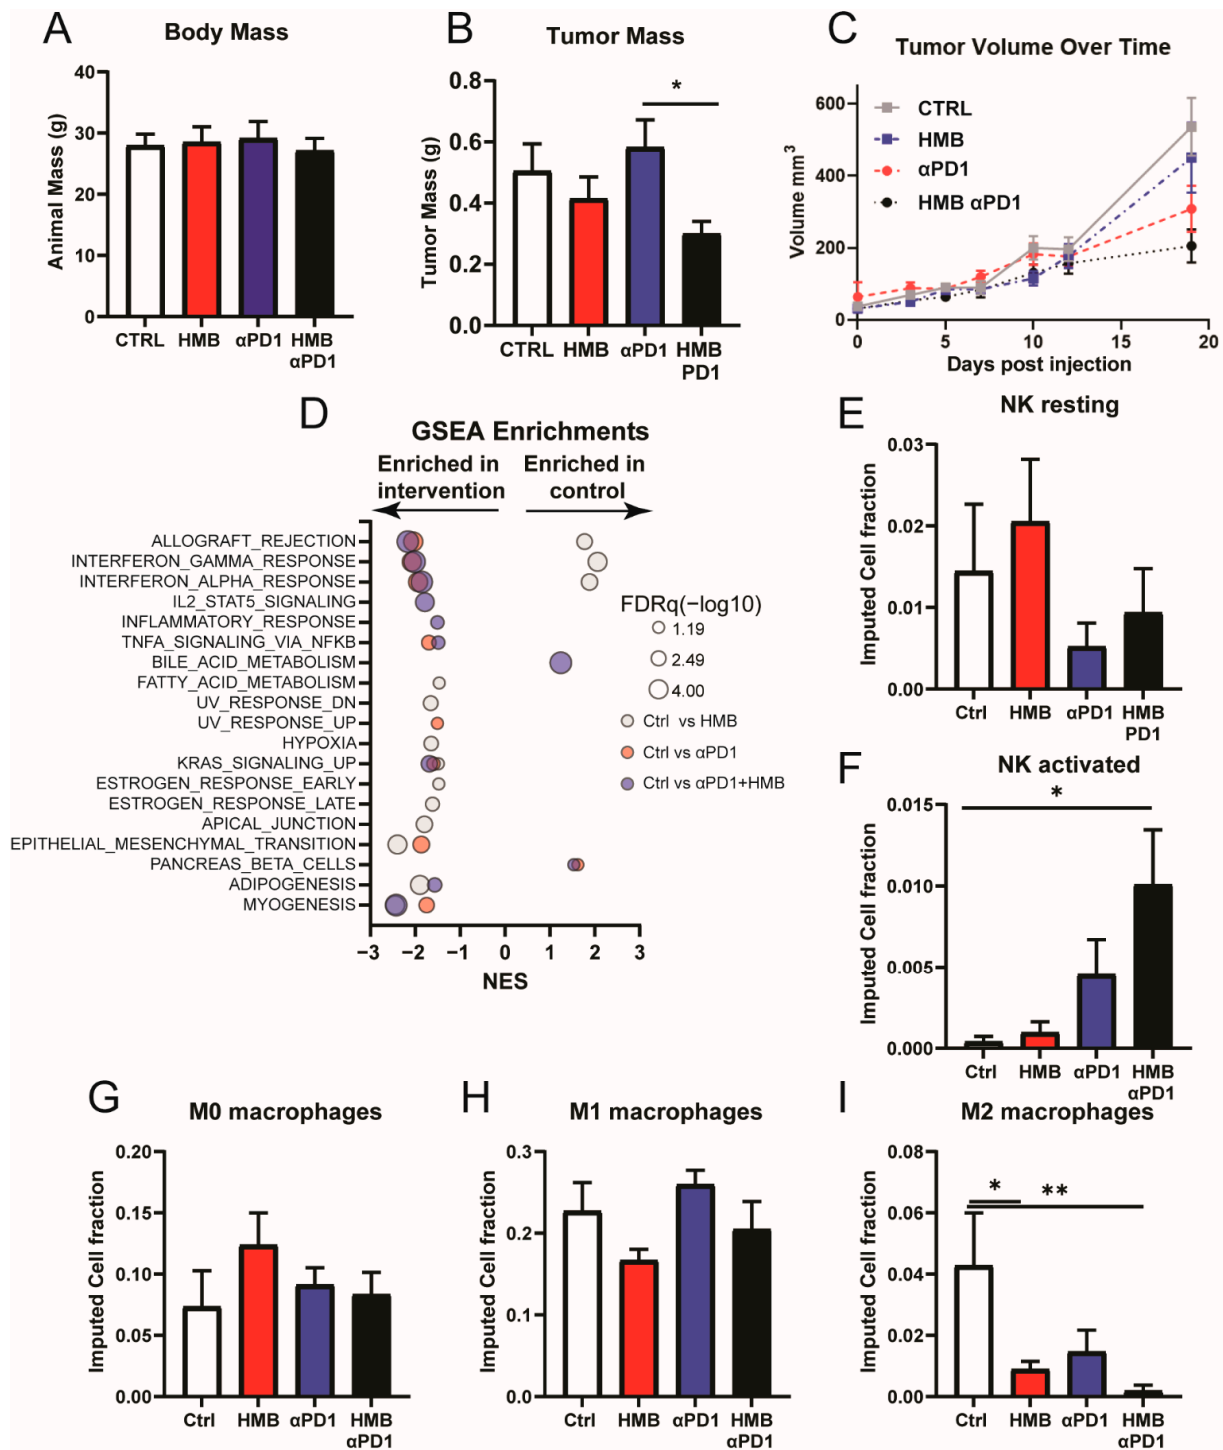 A
Body Mass
Animal Mass (g)
40
30
20
10
0
CTRL HMB αPD1 HMB
αPD1
B
Tumor Mass
Tumor Mass (g)
0.8
0.6
0.4
0.2
0.0
*
CTRL HMB αPD1 HMB
PD1
C
Tumor Volume Over Time
Volume mm³
600
400
200
0
CTRL
HMB
αPD1
HMB αPD1
0 5 10 15 20
Days post injection
D
GSEA Enrichments
Enriched in
intervention
Enriched in
control
ALLOGRAFT_REJECTION
INTERFERON_GAMMA_RESPONSE
INTERFERON_ALPHA_RESPONSE
IL2_STAT5_SIGNALING
INFLAMMATORY_RESPONSE
TNFA_SIGNALING_VIA_NFKB
BILE_ACID_METABOLISM
FATTY_ACID_METABOLISM
UV_RESPONSE_DN
UV_RESPONSE_UP
HYPOXIA
KRAS_SIGNALING_UP
ESTROGEN_RESPONSE_EARLY
ESTROGEN_RESPONSE_LATE
APICAL_JUNCTION
EPITHELIAL_MESENCHYMAL_TRANSITION
PANCREAS_BETA_CELLS
ADIPOGENESIS
MYOGENESIS
−3 −2 −1 0 1 2 3
NES
FDRq(−log10)
1.19
2.49
4.00
Ctrl vs HMB
Ctrl vs αPD1
Ctrl vs αPD1+HMB
E
NK resting
Imputed Cell fraction
0.03
0.02
0.01
0.00
Ctrl HMB αPD1 HMB
PD1
F
NK activated
Imputed Cell fraction
0.015
0.010
0.005
0.000
*
Ctrl HMB αPD1 HMB
αPD1
G
M0 macrophages
Imputed Cell fraction
0.20
0.15
0.10
0.05
0.00
Ctrl HMB αPD1 HMB
αPD1
H
M1 macrophages
Imputed Cell fraction
0.3
0.2
0.1
0.0
Ctrl HMB αPD1 HMB
αPD1
I
M2 macrophages
Imputed Cell fraction
0.08
0.06
0.04
0.02
0.00
* **
Ctrl HMB αPD1 HMB
αPD1